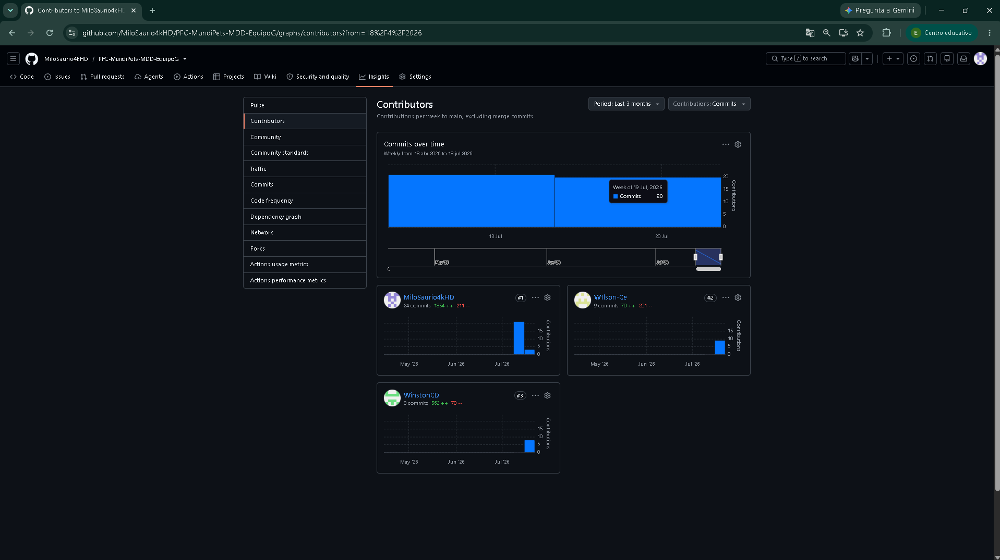 Contributors to MiloSaurio4kHD
Pregunta a Gemini
github.com/MiloSaurio4kHD/PFC-MundiPets-MDD-EquipoG/graphs/contributors?from=18%2F4%2F2026
E Centro educativo
MiloSaurio4kHD / PFC-MundiPets-MDD-EquipoG
Type / to search
Code Issues Pull requests Agents Actions Projects Wiki Security and quality Insights Settings
Pulse
Contributors
Community
Community standards
Traffic
Commits
Code frequency
Dependency graph
Network
Forks
Actions usage metrics
Actions performance metrics
Contributors
Period: Last 3 months
Contributions: Commits
Contributions per week to main, excluding merge commits
Commits over time
Weekly from 18 abr 2026 to 18 jul 2026
20
15
10
5
0
Contributions
Week of 19 Jul, 2026
Commits 20
13 Jul
20 Jul
MiloSaurio4kHD
#1
24 commits 1854 ++ 211 --
15
10
5
0
Contributions
May '26
Jun '26
Jul '26
W1lson-Ce
#2
9 commits 70 ++ 201 --
15
10
5
0
Contributions
May '26
Jun '26
Jul '26
WinstonCD
#3
8 commits 562 ++ 70 --
15
10
5
0
Contributions
May '26
Jun '26
Jul '26